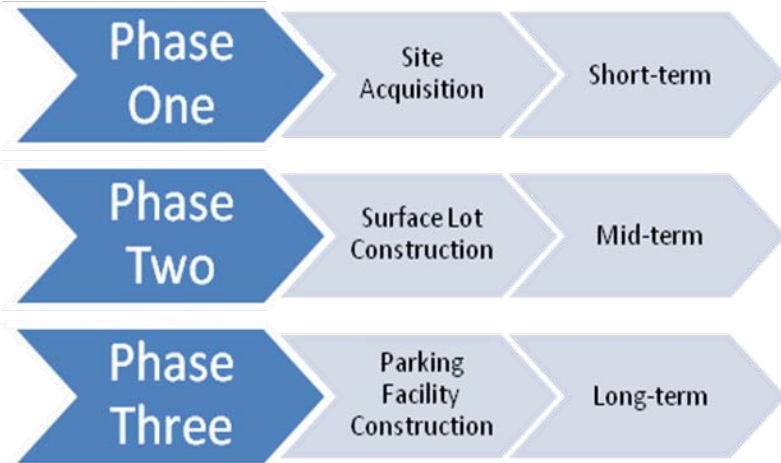 Phase
One
Site
Acquisition
Short-term
Phase
Two
Surface Lot
Construction
Mid-term
Phase
Three
Parking
Facility
Construction
Long-term